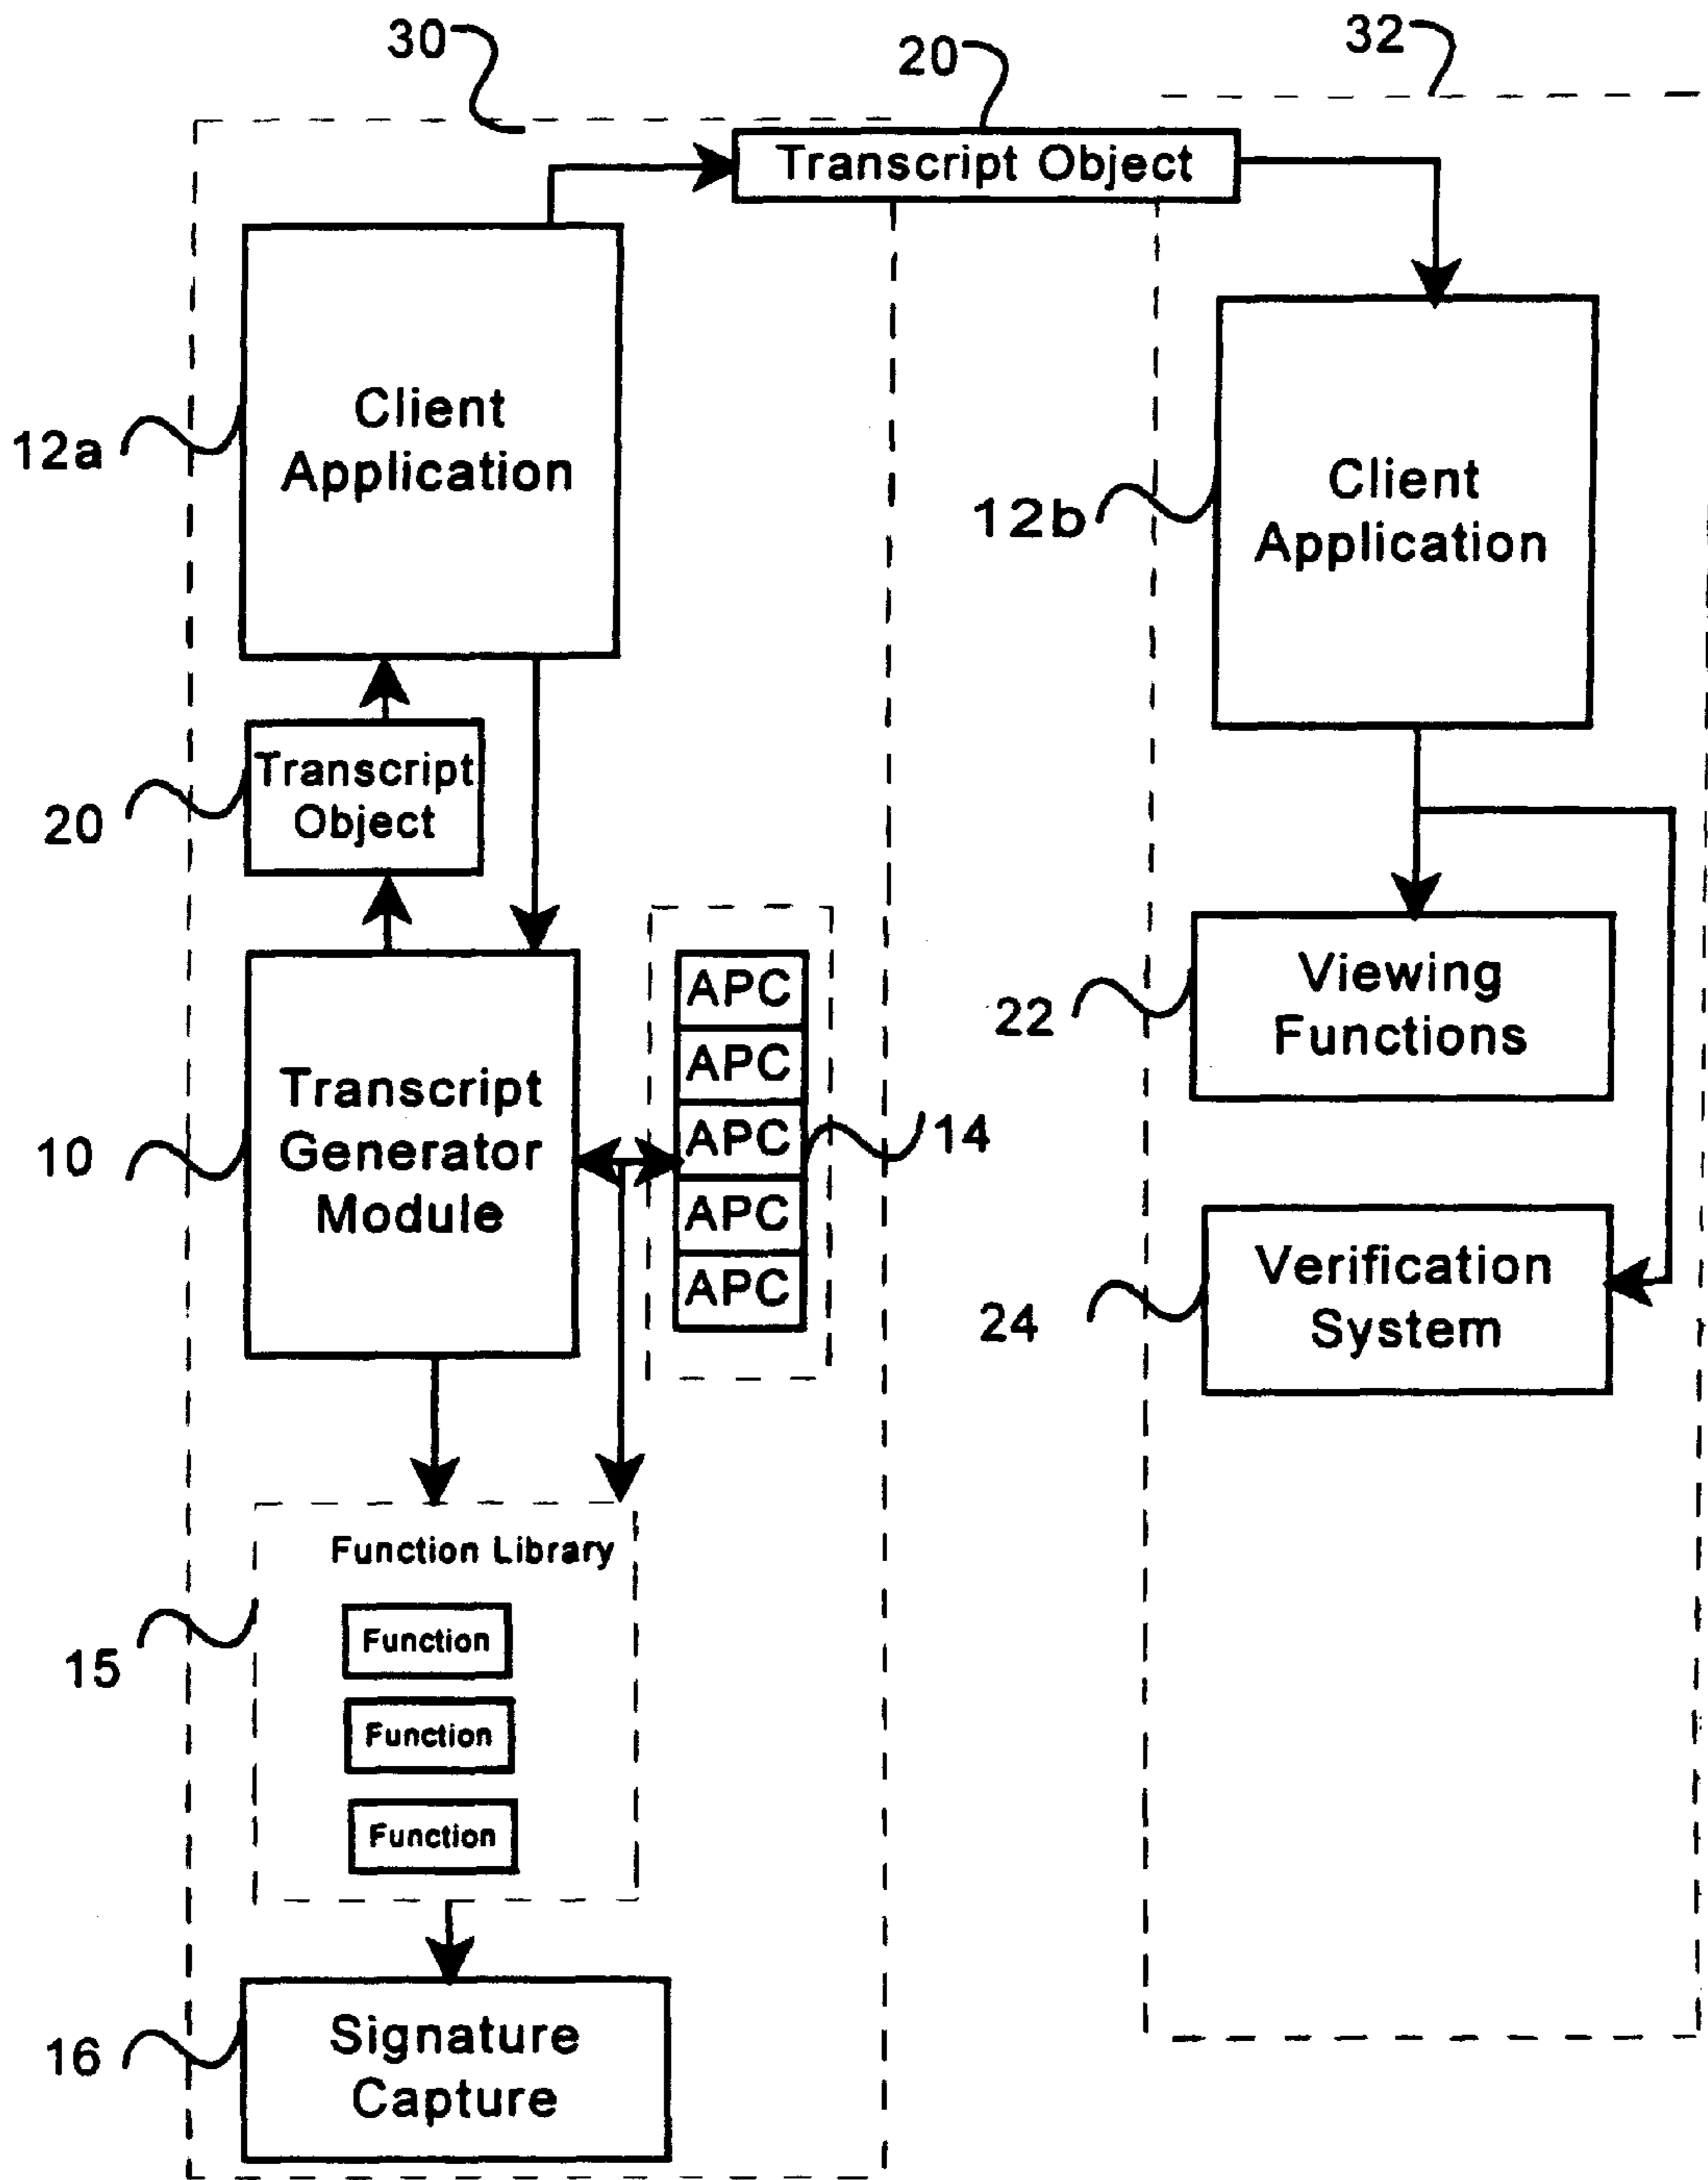 30
20
32
Transcript Object
Client
Application
12a
Client
Application
12b
Transcript
Object
20
Transcript
Generator
Module
10
APC
APC
APC
APC
APC
14
Viewing
Functions
22
Verification
System
24
Function Library
Function
Function
Function
15
Signature
Capture
16